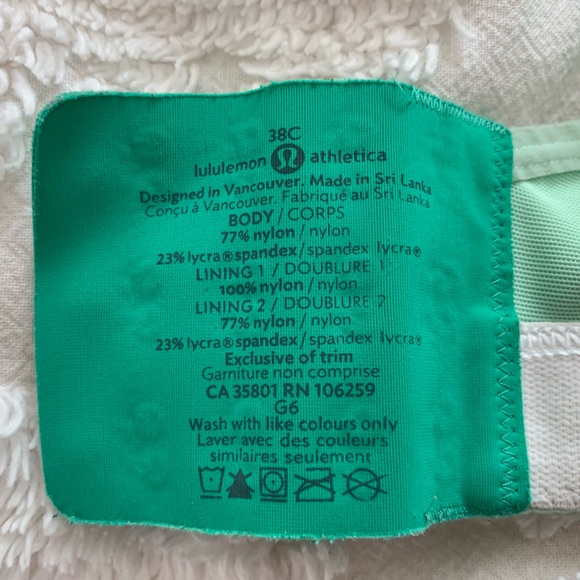 38C
lululemon athletica
Designed in Vancouver. Made in Sri Lanka
Conçu à Vancouver. Fabriqué au Sri Lanka
BODY / CORPS
77% nylon / nylon
23% lycra® spandex / spandex lycra®
LINING 1 / DOUBLURE 1
100% nylon / nylon
LINING 2 / DOUBLURE 2
77% nylon / nylon
23% lycra® spandex / spandex lycra®
Exclusive of trim
Garniture non comprise
CA 35801 RN 106259
G6
Wash with like colours only
Laver avec des couleurs
similaires seulement